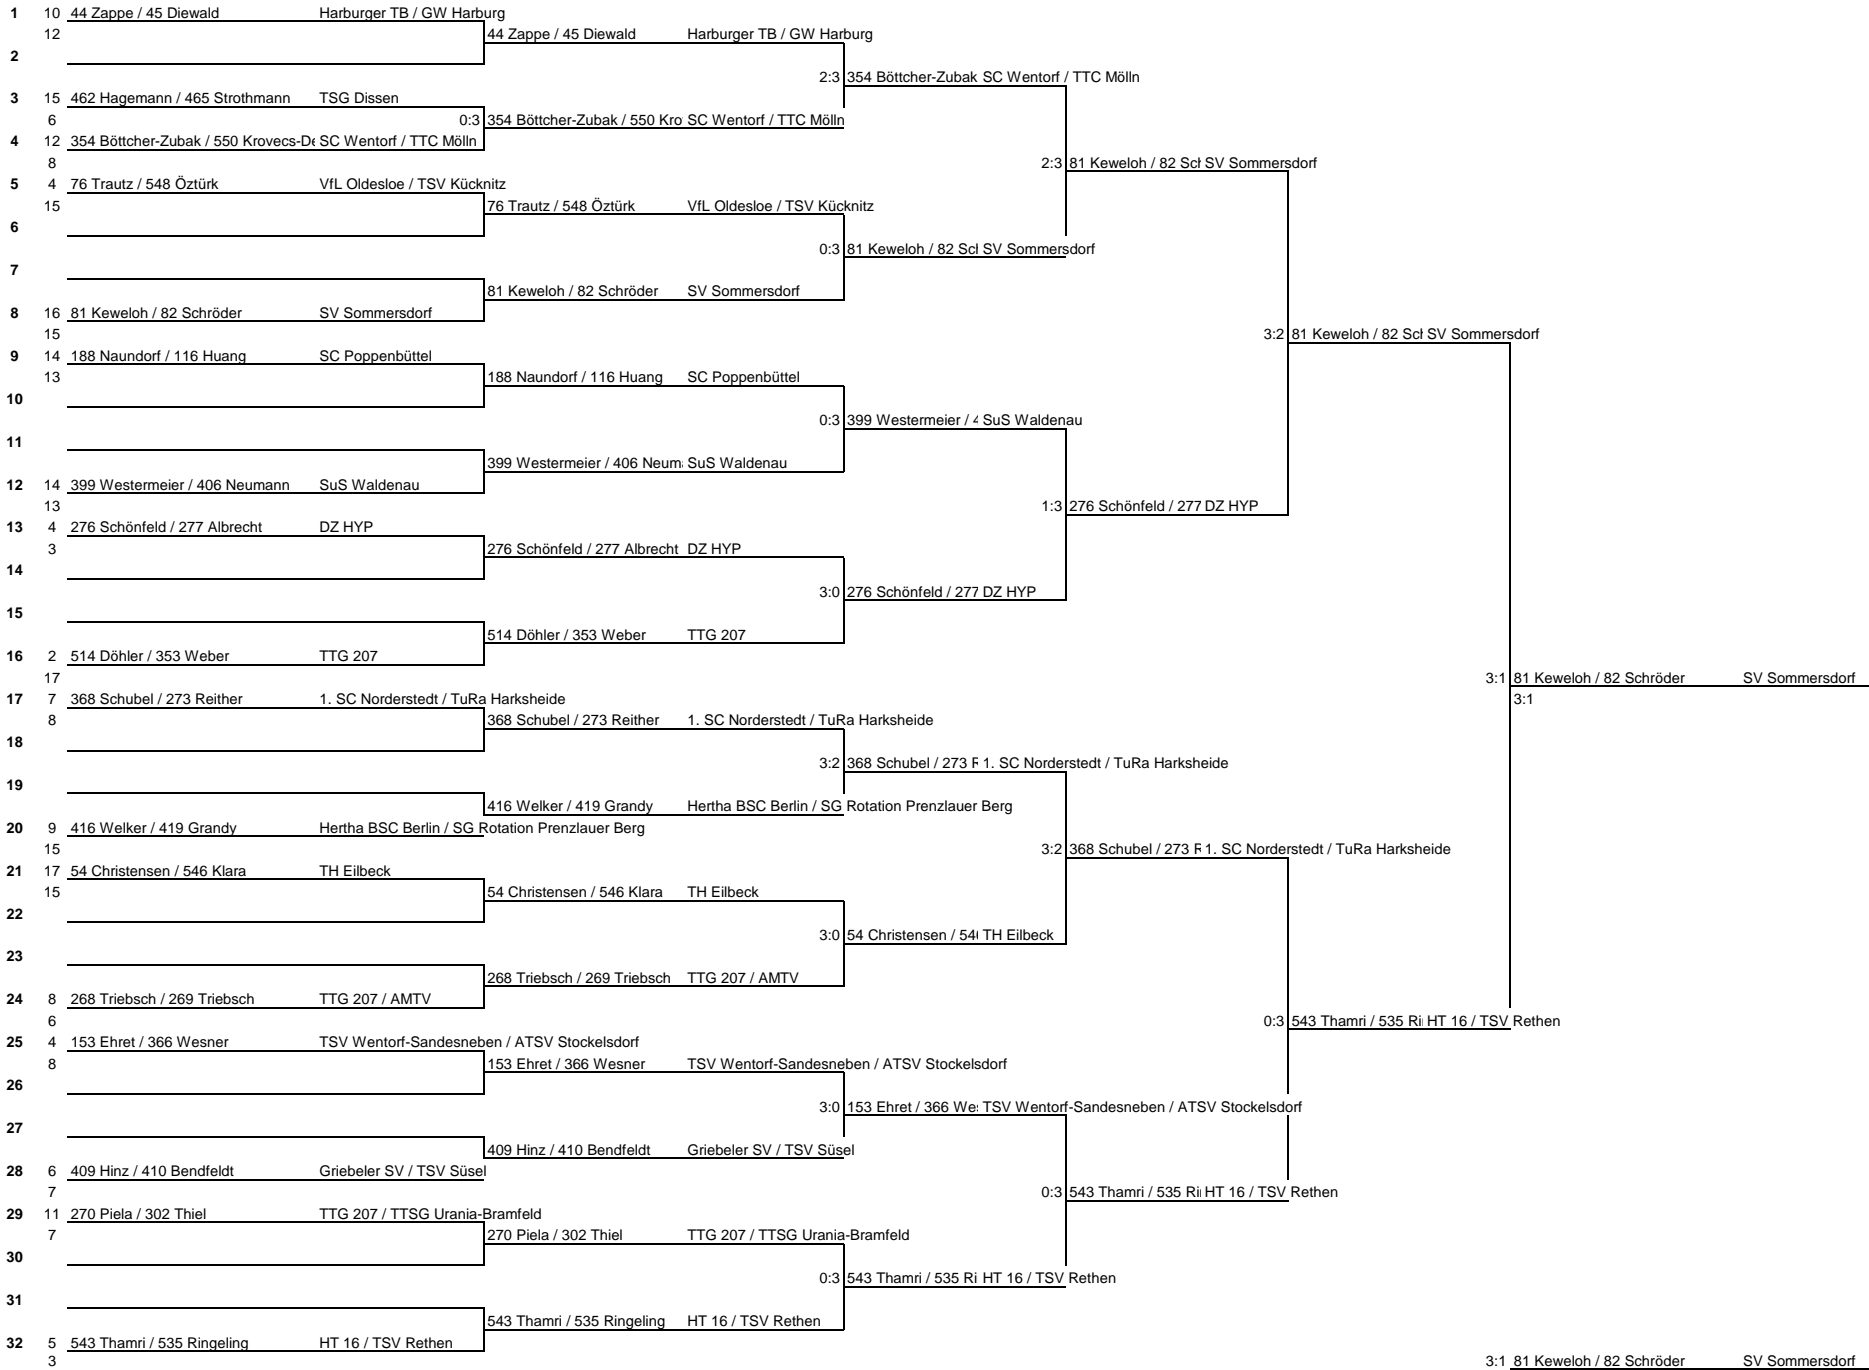 1 10 44 Zappe / 45 Diewald Harburger TB / GW Harburg
12 44 Zappe / 45 Diewald Harburger TB / GW Harburg
2
2:3 354 Böttcher-Zubak SC Wentorf / TTC Mölln
3 15 462 Hagemann / 465 Strothmann TSG Dissen
6 0:3 354 Böttcher-Zubak / 550 Kro SC Wentorf / TTC Mölln
4 12 354 Böttcher-Zubak / 550 Krovecs-De SC Wentorf / TTC Mölln
8 2:3 81 Keweloh / 82 Sch SV Sommersdorf
5 4 76 Trautz / 548 Öztürk VfL Oldesloe / TSV Kücknitz
15 76 Trautz / 548 Öztürk VfL Oldesloe / TSV Kücknitz
6
0:3 81 Keweloh / 82 Sch SV Sommersdorf
7
81 Keweloh / 82 Schröder SV Sommersdorf
8 16 81 Keweloh / 82 Schröder SV Sommersdorf
15 3:2 81 Keweloh / 82 Sch SV Sommersdorf
9 14 188 Naundorf / 116 Huang SC Poppenbüttel
13 188 Naundorf / 116 Huang SC Poppenbüttel
10
0:3 399 Westermeier / 4 SuS Waldenau
11
399 Westermeier / 406 Neum SuS Waldenau
12 14 399 Westermeier / 406 Neumann SuS Waldenau
13 1:3 276 Schönfeld / 277 DZ HYP
13 4 276 Schönfeld / 277 Albrecht DZ HYP
3 276 Schönfeld / 277 Albrecht DZ HYP
14
3:0 276 Schönfeld / 277 DZ HYP
15
514 Döhler / 353 Weber TTG 207
16 2 514 Döhler / 353 Weber TTG 207
17 3:1 81 Keweloh / 82 Schröder SV Sommersdorf
17 7 368 Schubel / 273 Reither 1. SC Norderstedt / TuRa Harksheide 3:1
8 368 Schubel / 273 Reither 1. SC Norderstedt / TuRa Harksheide
18
3:2 368 Schubel / 273 R 1. SC Norderstedt / TuRa Harksheide
19
416 Welker / 419 Grandy Hertha BSC Berlin / SG Rotation Prenzlauer Berg
20 9 416 Welker / 419 Grandy Hertha BSC Berlin / SG Rotation Prenzlauer Berg
15 3:2 368 Schubel / 273 R 1. SC Norderstedt / TuRa Harksheide
21 17 54 Christensen / 546 Klara TH Eilbeck
15 54 Christensen / 546 Klara TH Eilbeck
22
3:0 54 Christensen / 546 TH Eilbeck
23
268 Triebsch / 269 Triebsch TTG 207 / AMTV
24 8 268 Triebsch / 269 Triebsch TTG 207 / AMTV
6 0:3 543 Thamri / 535 Ri HT 16 / TSV Rethen
25 4 153 Ehret / 366 Wesner TSV Wentorf-Sandesneben / ATSV Stockelsdorf
8 153 Ehret / 366 Wesner TSV Wentorf-Sandesneben / ATSV Stockelsdorf
26
3:0 153 Ehret / 366 Wes TSV Wentorf-Sandesneben / ATSV Stockelsdorf
27
409 Hinz / 410 Bendfeldt Griebeler SV / TSV Süsel
28 6 409 Hinz / 410 Bendfeldt Griebeler SV / TSV Süsel
7 0:3 543 Thamri / 535 Ri HT 16 / TSV Rethen
29 11 270 Piela / 302 Thiel TTG 207 / TTSG Urania-Bramfeld
7 270 Piela / 302 Thiel TTG 207 / TTSG Urania-Bramfeld
30
0:3 543 Thamri / 535 Ri HT 16 / TSV Rethen
31
543 Thamri / 535 Ringeling HT 16 / TSV Rethen
32 5 543 Thamri / 535 Ringeling HT 16 / TSV Rethen
3 3:1 81 Keweloh / 82 Schröder SV Sommersdorf